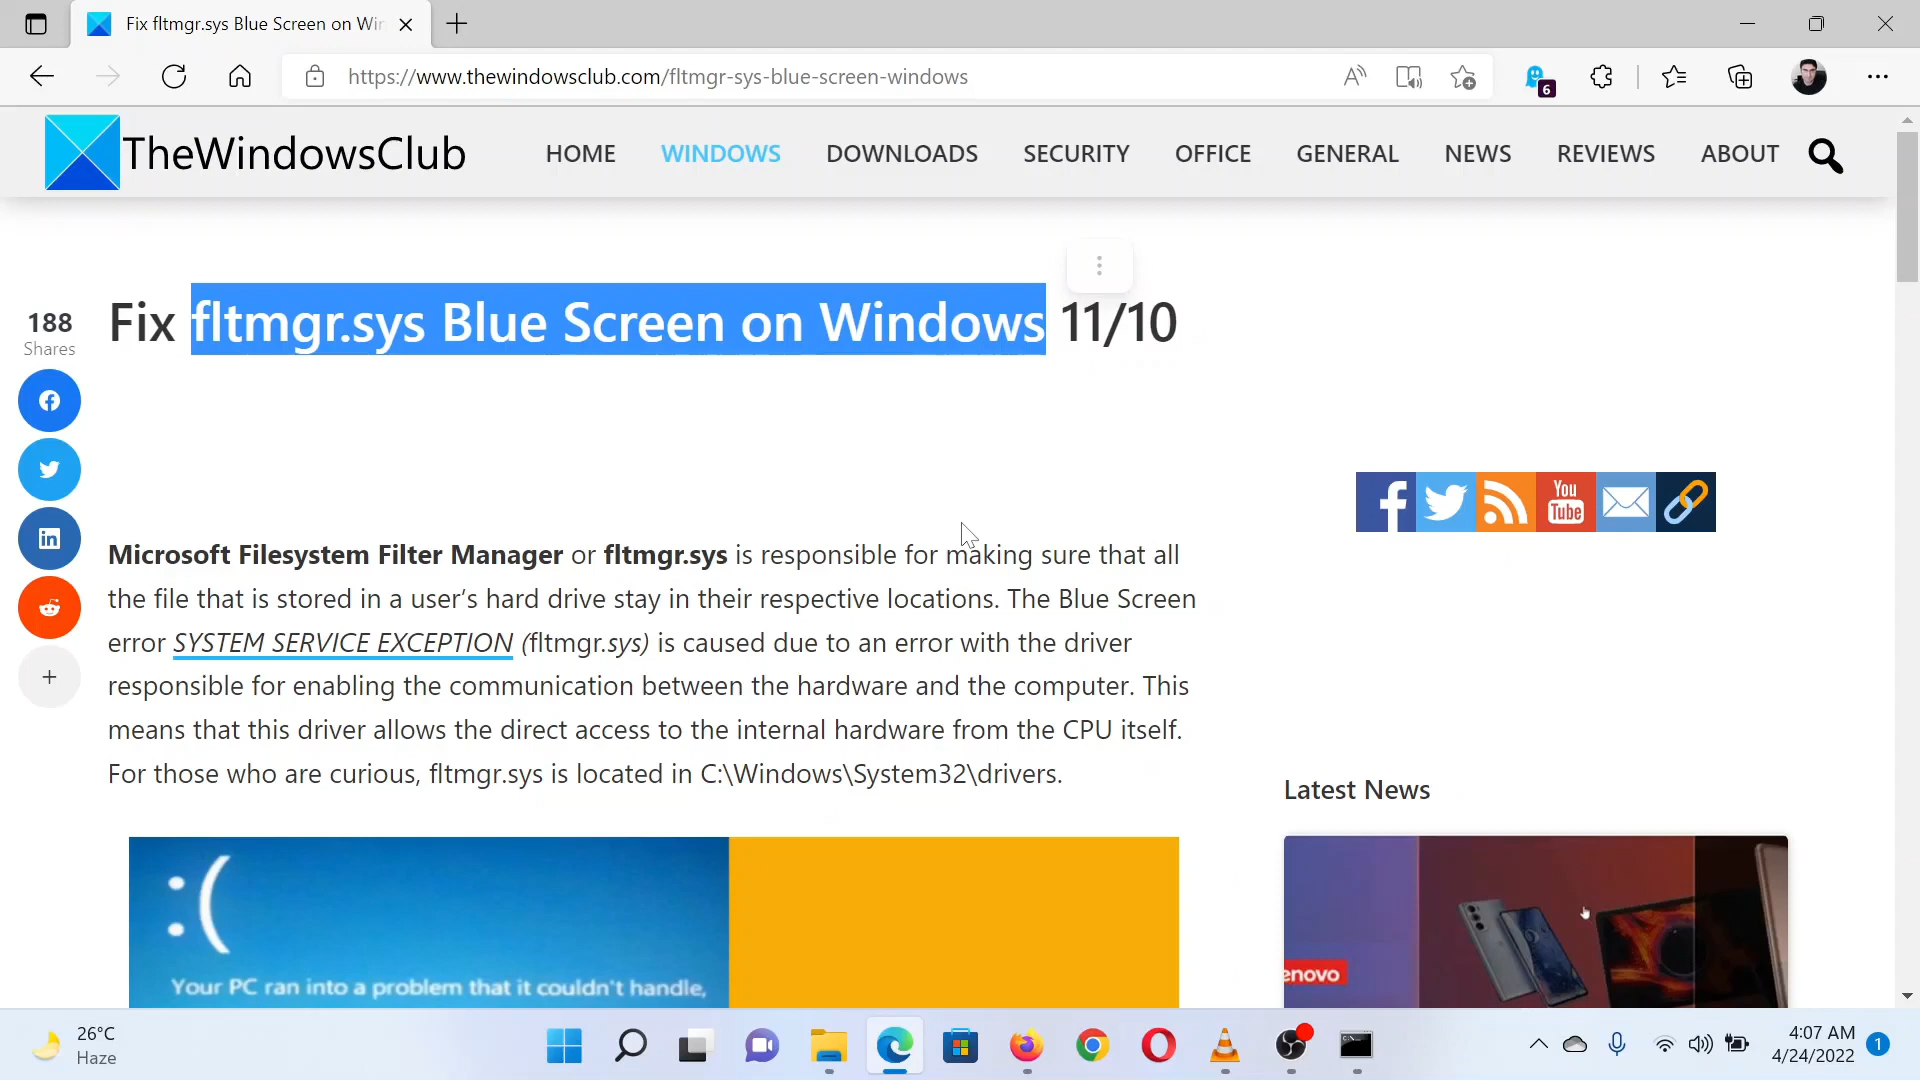 Fix fltmgr.sys Blue Screen on Win
https://www.thewindowsclub.com/fltmgr-sys-blue-screen-windows
6
TheWindowsClub
HOME WINDOWS DOWNLOADS SECURITY OFFICE GENERAL NEWS REVIEWS ABOUT
Fix fltmgr.sys Blue Screen on Windows 11/10
188
Shares
You
Tube
Microsoft Filesystem Filter Manager or fltmgr.sys is responsible for making sure that all
the file that is stored in a user's hard drive stay in their respective locations. The Blue Screen
error SYSTEM SERVICE EXCEPTION (fltmgr.sys) is caused due to an error with the driver
responsible for enabling the communication between the hardware and the computer. This
means that this driver allows the direct access to the internal hardware from the CPU itself.
For those who are curious, fltmgr.sys is located in C:\Windows\System32\drivers.
Latest News
:(
Your PC ran into a problem that it couldn't handle,
enovo
26°C
Haze
4:07 AM
4/24/2022
1